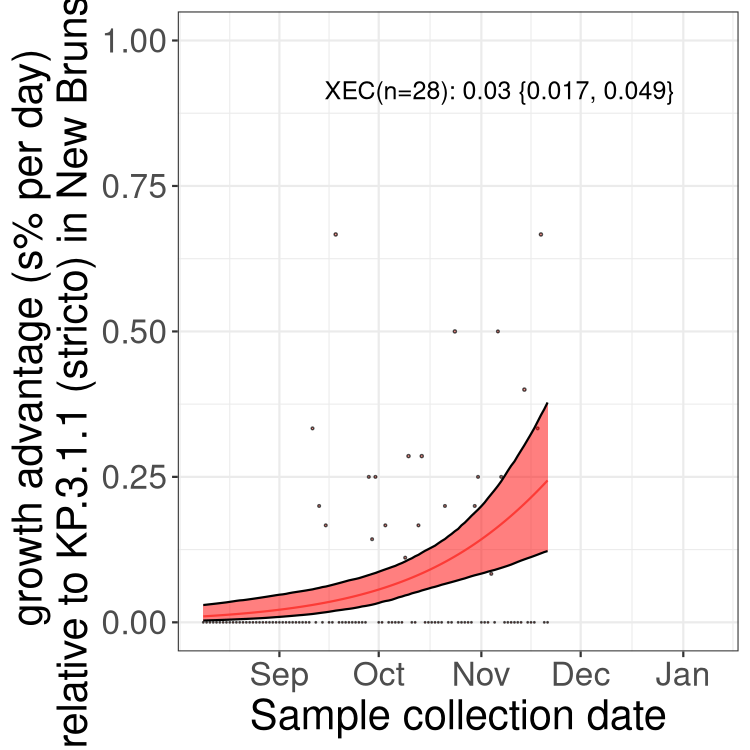 growth advantage (s% per day)
relative to KP.3.1.1 (stricto) in New Bruns
1.00
0.75
0.50
0.25
0.00
XEC(n=28): 0.03 {0.017, 0.049}
Sep Oct Nov Dec Jan
Sample collection date